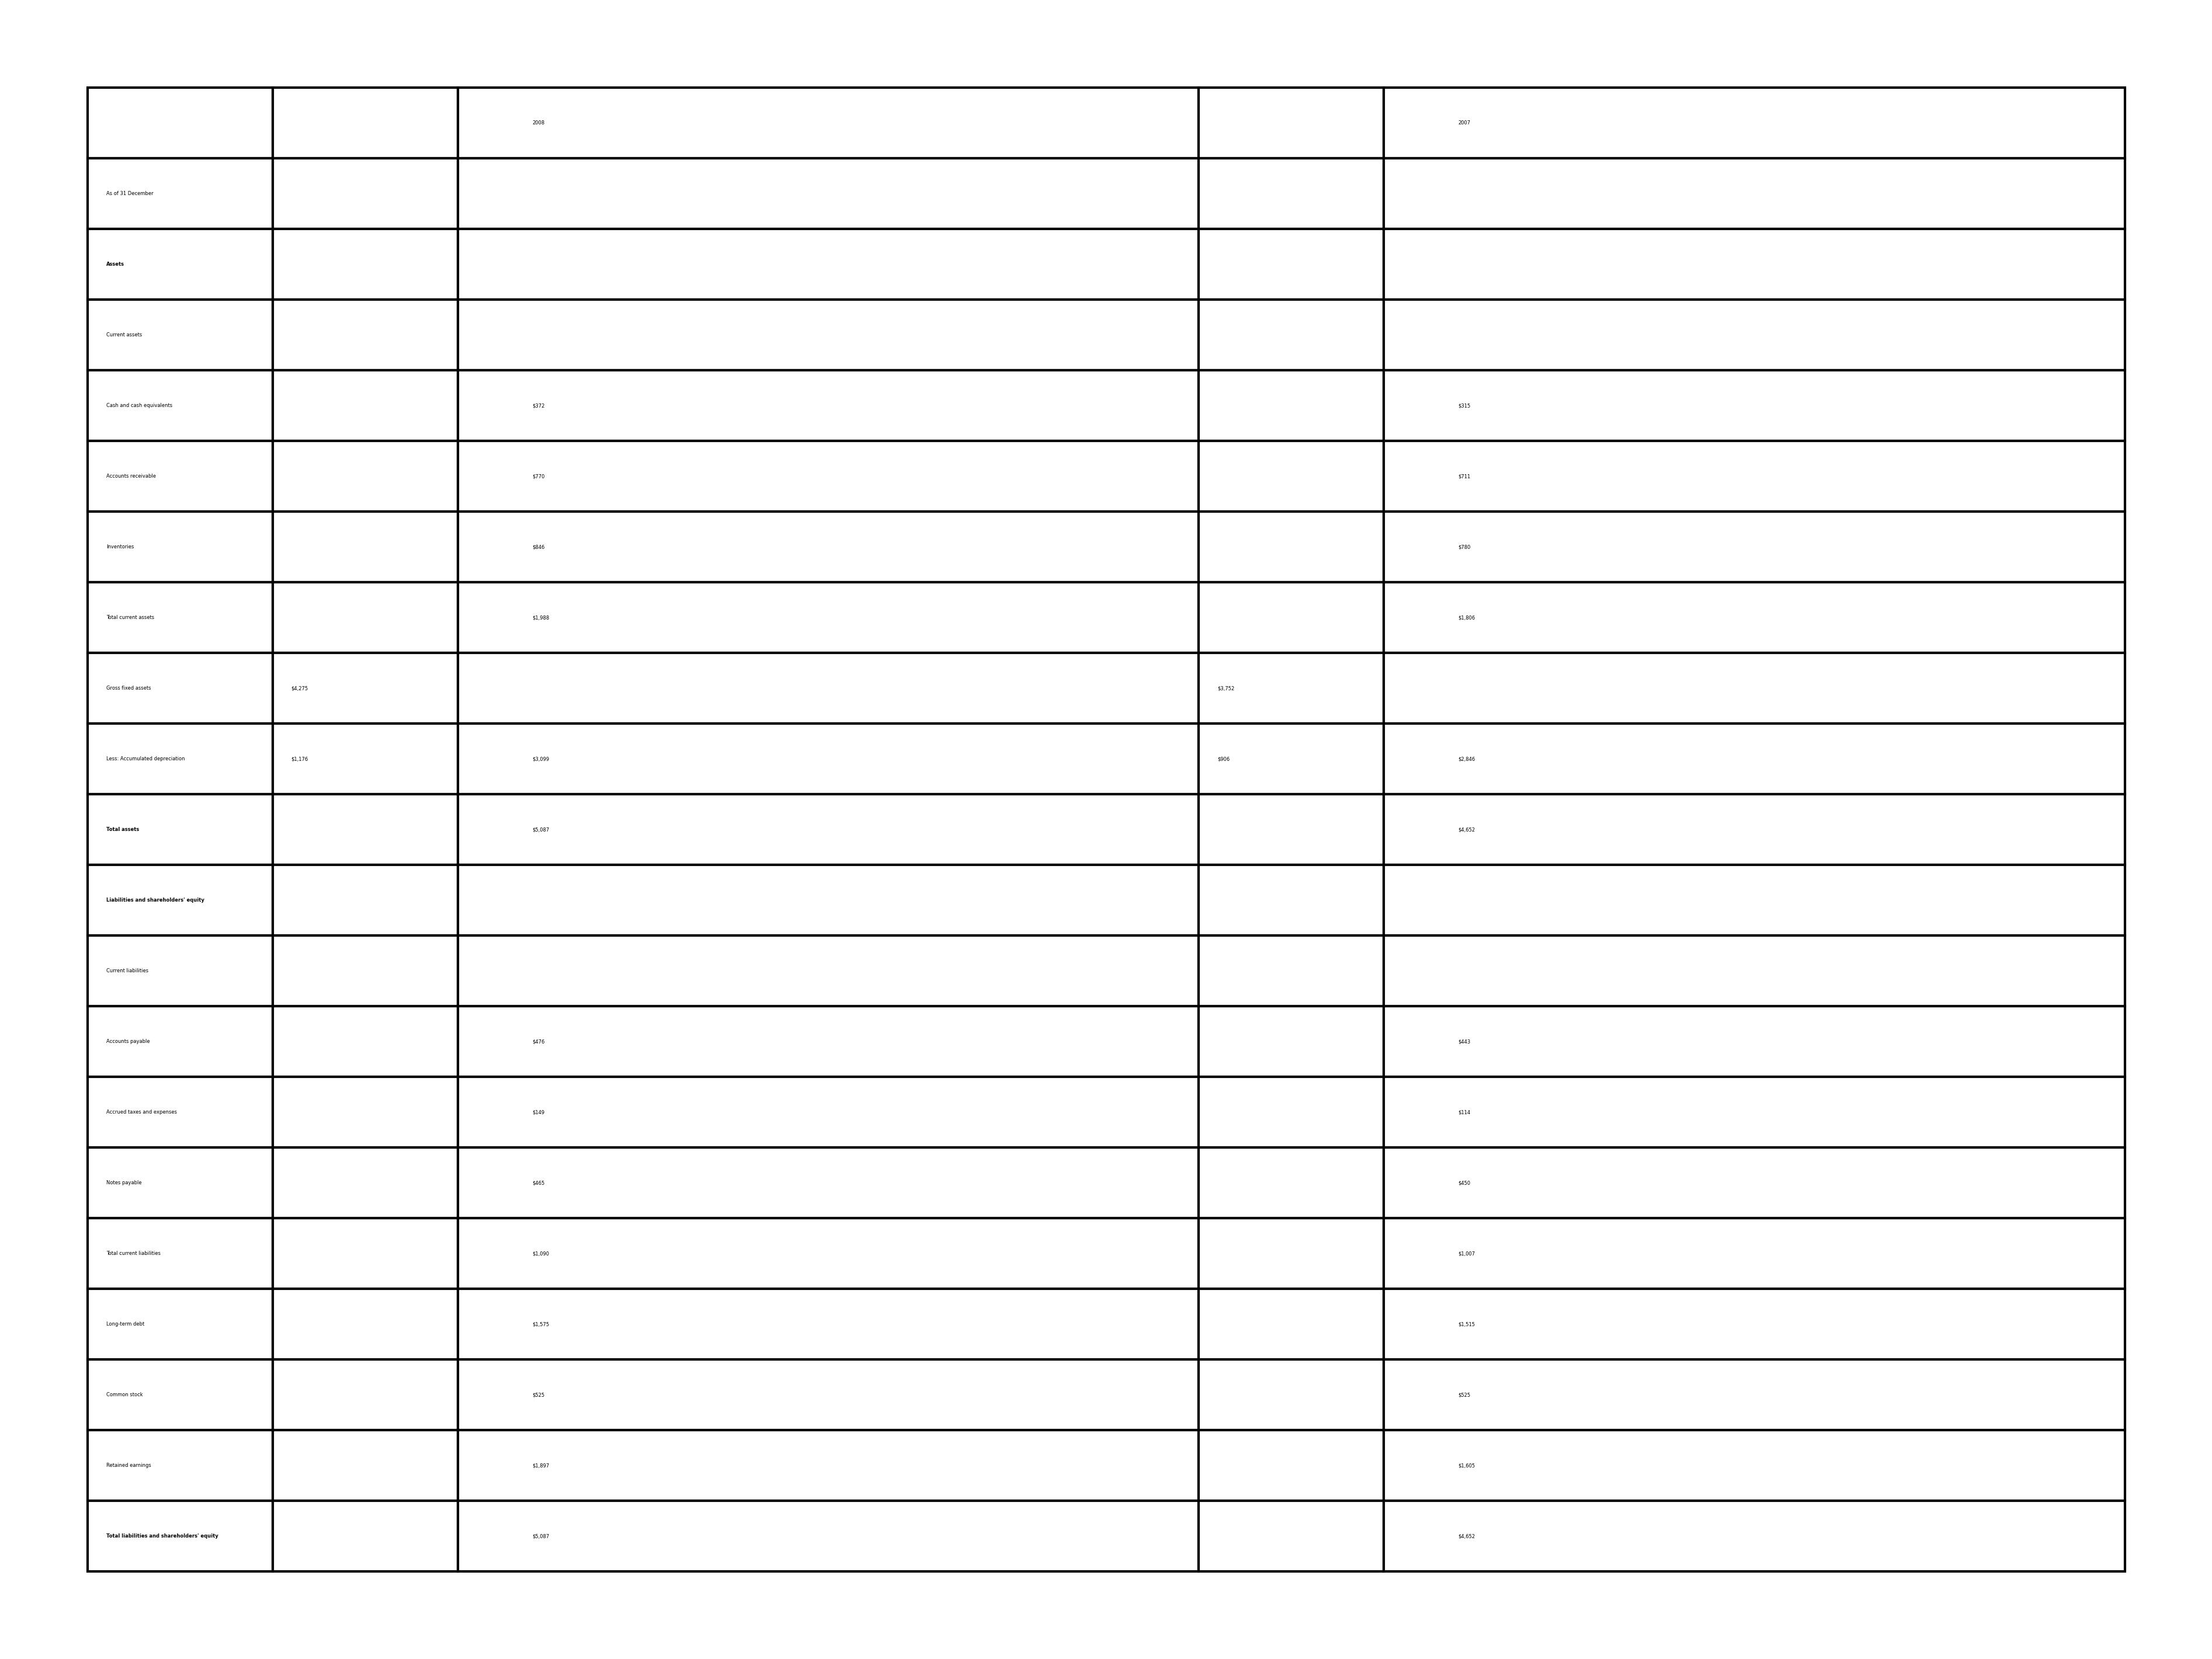 2008 2007
As of 31 December
Assets
Current assets
Cash and cash equivalents $372 $315
Accounts receivable $770 $711
Inventories $846 $780
Total current assets $1,988 $1,806
Gross fixed assets $4,275 $3,752
Less: Accumulated depreciation $1,176 $3,099 $906 $2,846
Total assets $5,087 $4,652
Liabilities and shareholders' equity
Current liabilities
Accounts payable $476 $443
Accrued taxes and expenses $149 $114
Notes payable $465 $450
Total current liabilities $1,090 $1,007
Long-term debt $1,575 $1,515
Common stock $525 $525
Retained earnings $1,897 $1,605
Total liabilities and shareholders' equity $5,087 $4,652